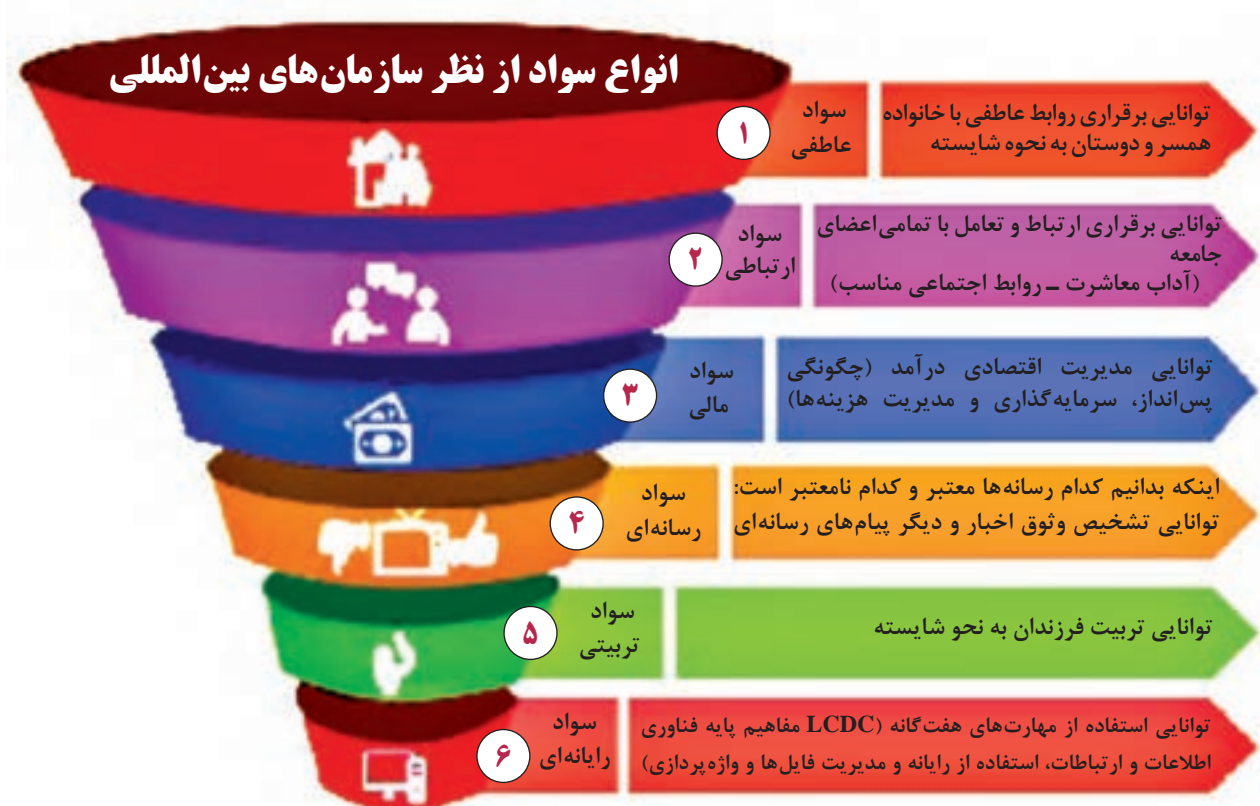 انواع سواد از نظر سازمان‌های بین‌المللی
۱
سواد
عاطفی
توانایی برقراری روابط عاطفی با خانواده
همسر و دوستان به نحوه شایسته
۲
سواد
ارتباطی
توانایی برقراری ارتباط و تعامل با تمامی اعضای
جامعه
(آداب معاشرت ـ روابط اجتماعی مناسب)
۳
سواد
مالی
توانایی مدیریت اقتصادی درآمد (چگونگی
پس‌انداز، سرمایه‌گذاری و مدیریت هزینه‌ها)
۴
سواد
رسانه‌ای
اینکه بدانیم کدام رسانه‌ها معتبر و کدام نامعتبر است:
توانایی تشخیص وثوق اخبار و دیگر پیام‌های رسانه‌ای
۵
سواد
تربیتی
توانایی تربیت فرزندان به نحو شایسته
۶
سواد
رایانه‌ای
توانایی استفاده از مهارت‌های هفت‌گانه (LCDC مفاهیم پایه فناوری
اطلاعات و ارتباطات، استفاده از رایانه و مدیریت فایل‌ها و واژه‌پردازی)